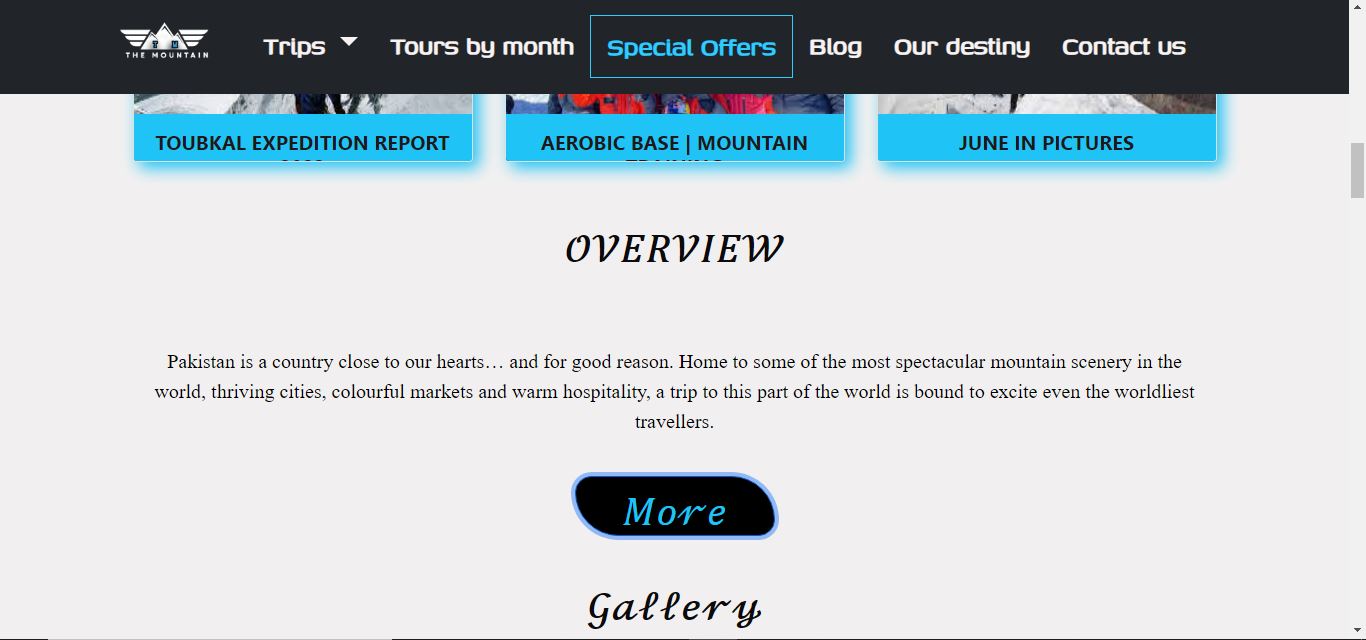 T M
THE MOUNTAIN
Trips
Tours by month
Special Offers
Blog
Our destiny
Contact us
TOUBKAL EXPEDITION REPORT
AEROBIC BASE | MOUNTAIN
JUNE IN PICTURES
OVERVIEW
Pakistan is a country close to our hearts… and for good reason. Home to some of the most spectacular mountain scenery in the
world, thriving cities, colourful markets and warm hospitality, a trip to this part of the world is bound to excite even the worldliest
travellers.
More
Gallery